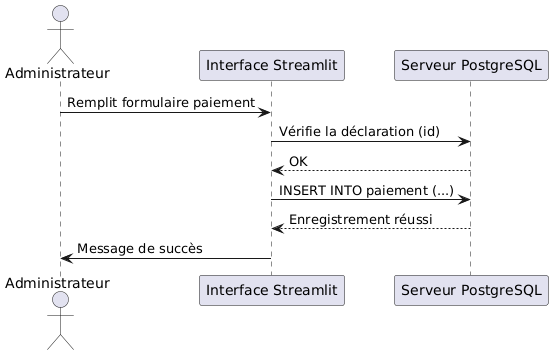 Administrateur
Interface Streamlit
Serveur PostgreSQL
Remplit formulaire paiement
Vérifie la déclaration (id)
OK
INSERT INTO paiement (...)
Enregistrement réussi
Message de succès
Administrateur
Interface Streamlit
Serveur PostgreSQL